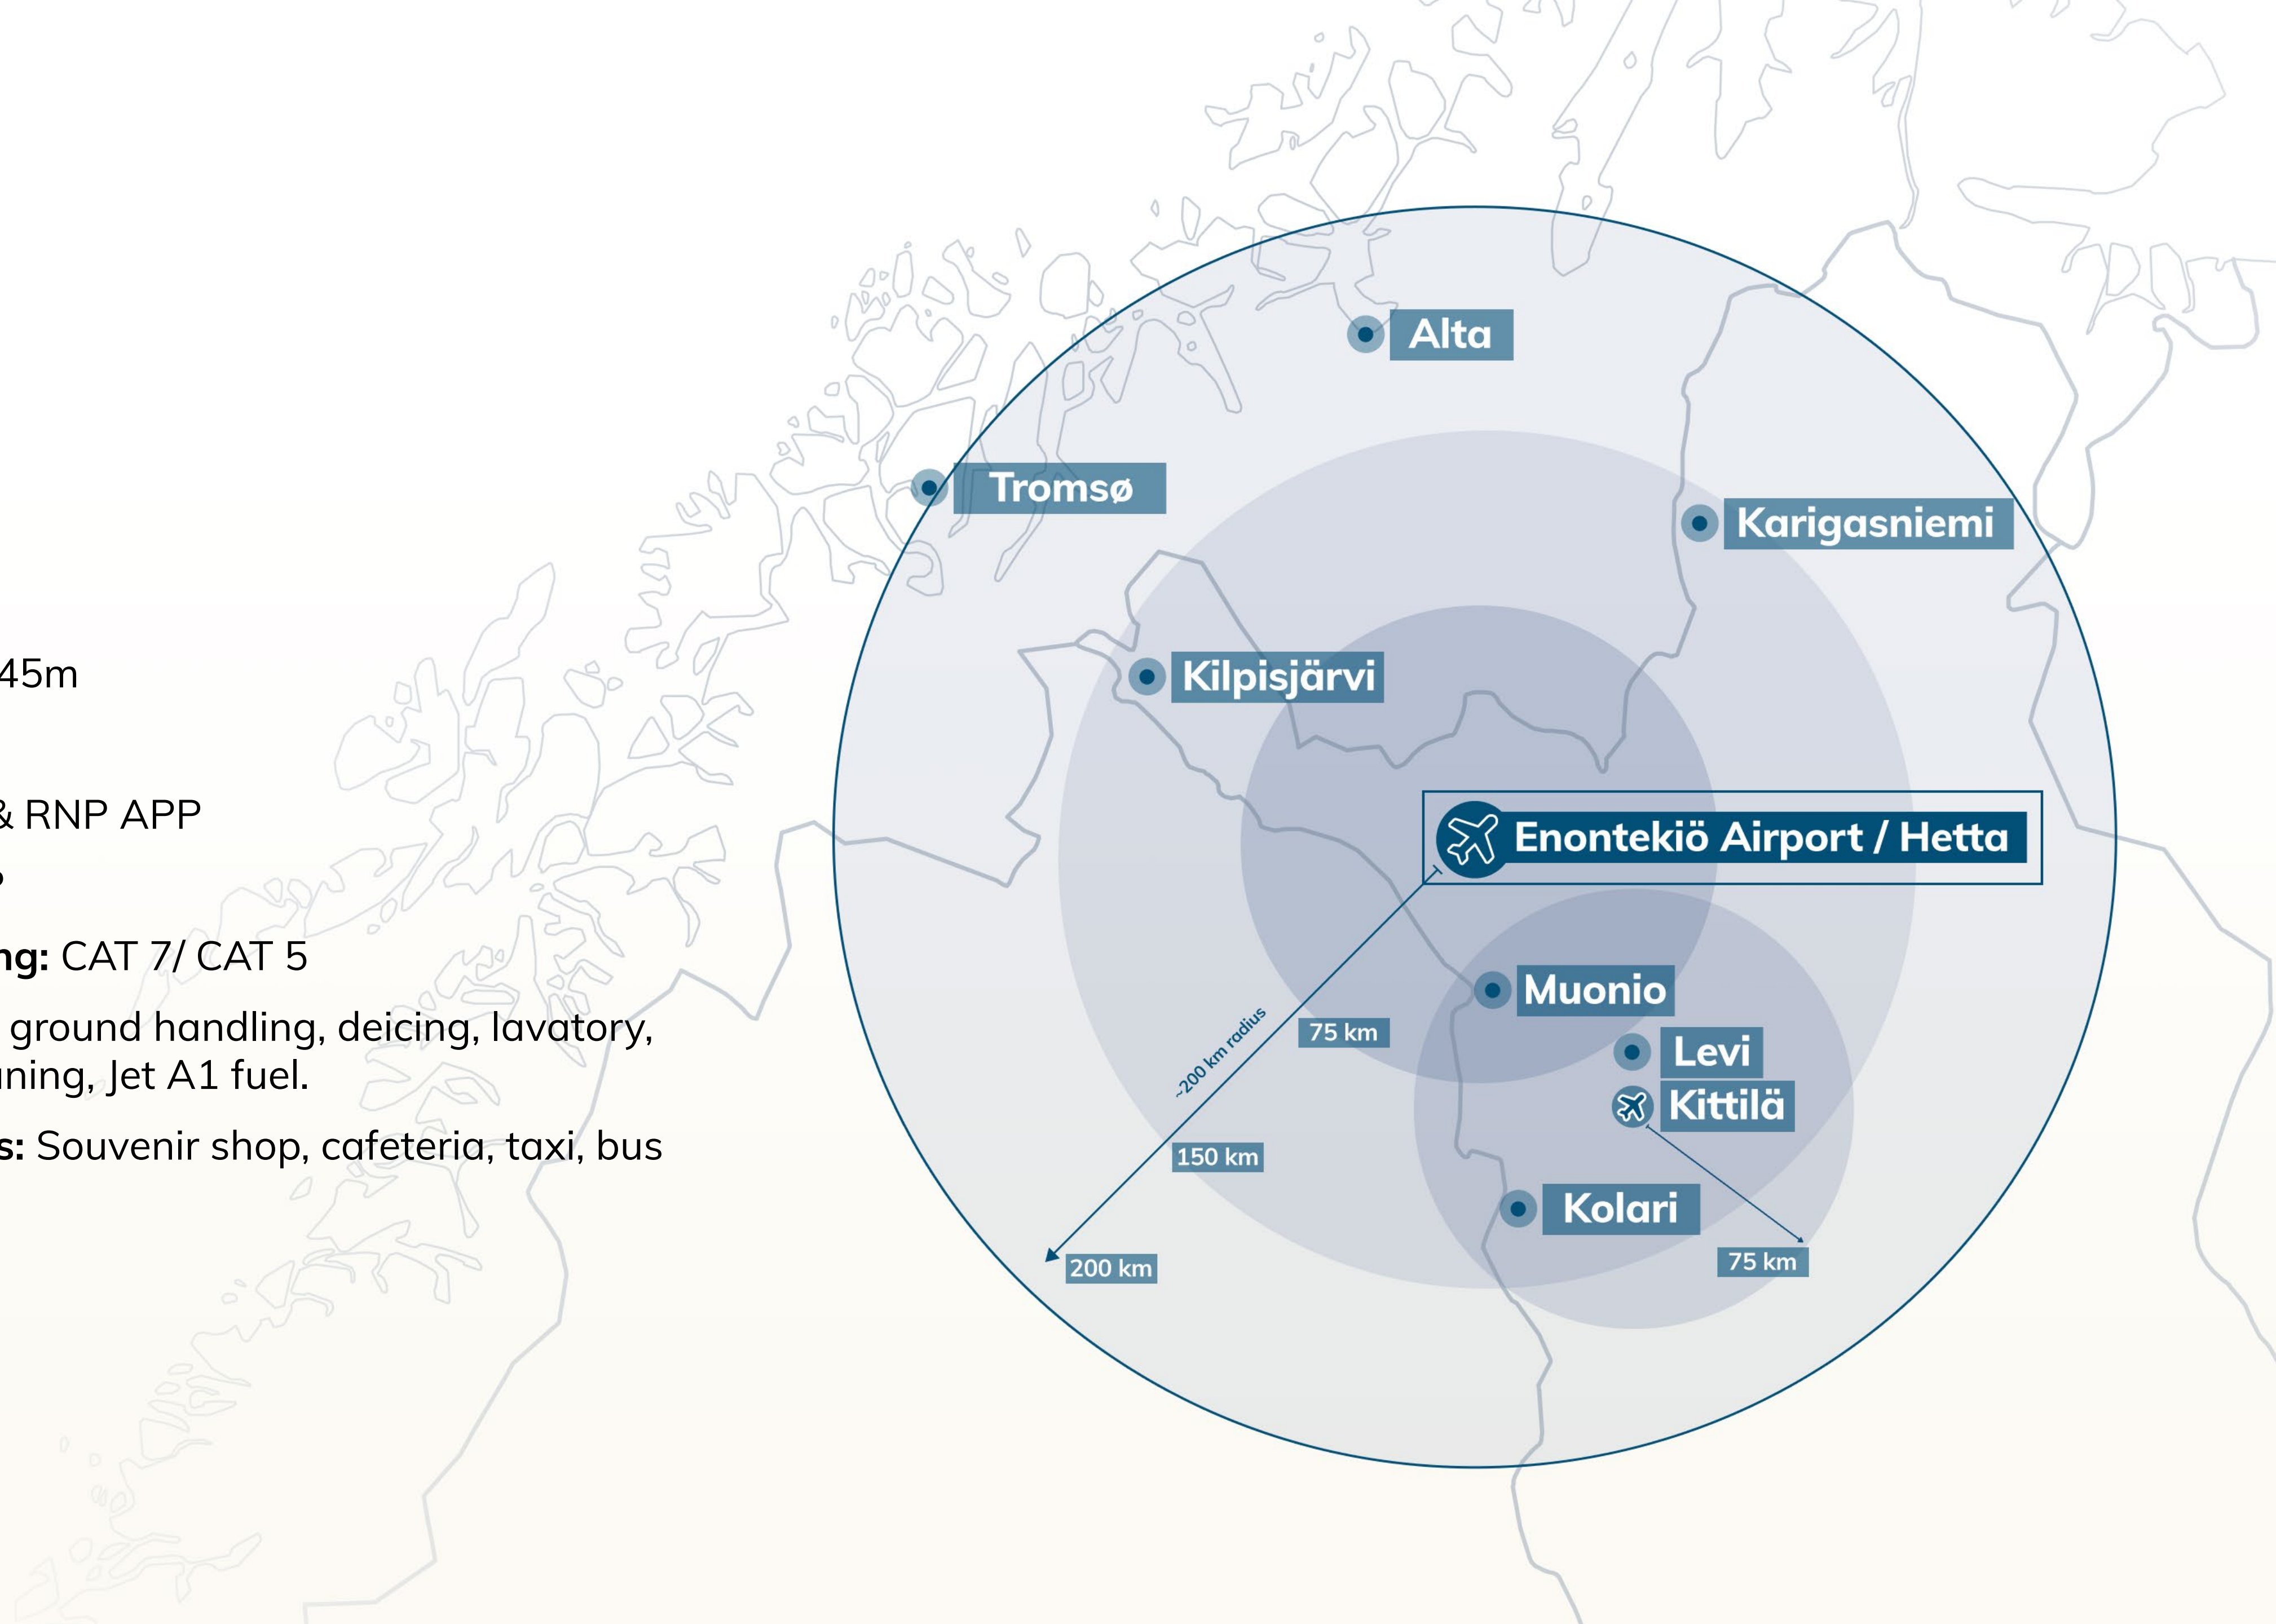 45m
& RNP APP
ng: CAT 7/ CAT 5
ground handling, deicing, lavatory,
ning, Jet A1 fuel.
s: Souvenir shop, cafeteria, taxi, bus
Alta
Tromsø
Karigasniemi
Kilpisjärvi
Enontekiö Airport / Hetta
Muonio
~200 km radius
75 km
Levi
Kittilä
150 km
Kolari
75 km
200 km